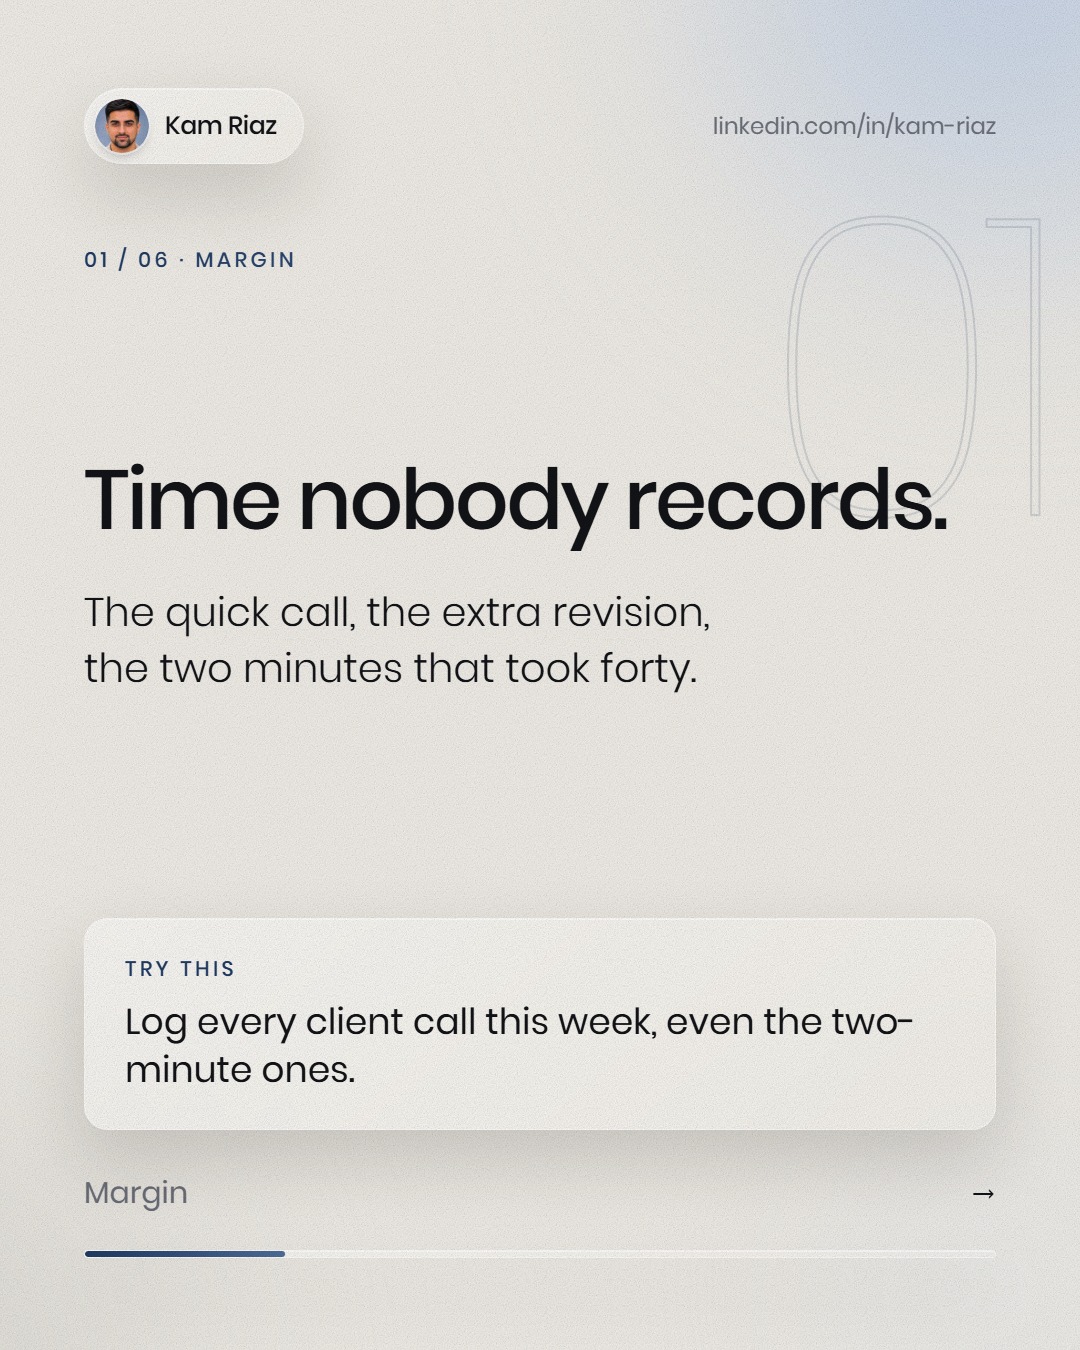 Kam Riaz
linkedin.com/in/kam-riaz
01 / 06 · MARGIN
01
Time nobody records.
The quick call, the extra revision,
the two minutes that took forty.
TRY THIS
Log every client call this week, even the two-
minute ones.
Margin
→